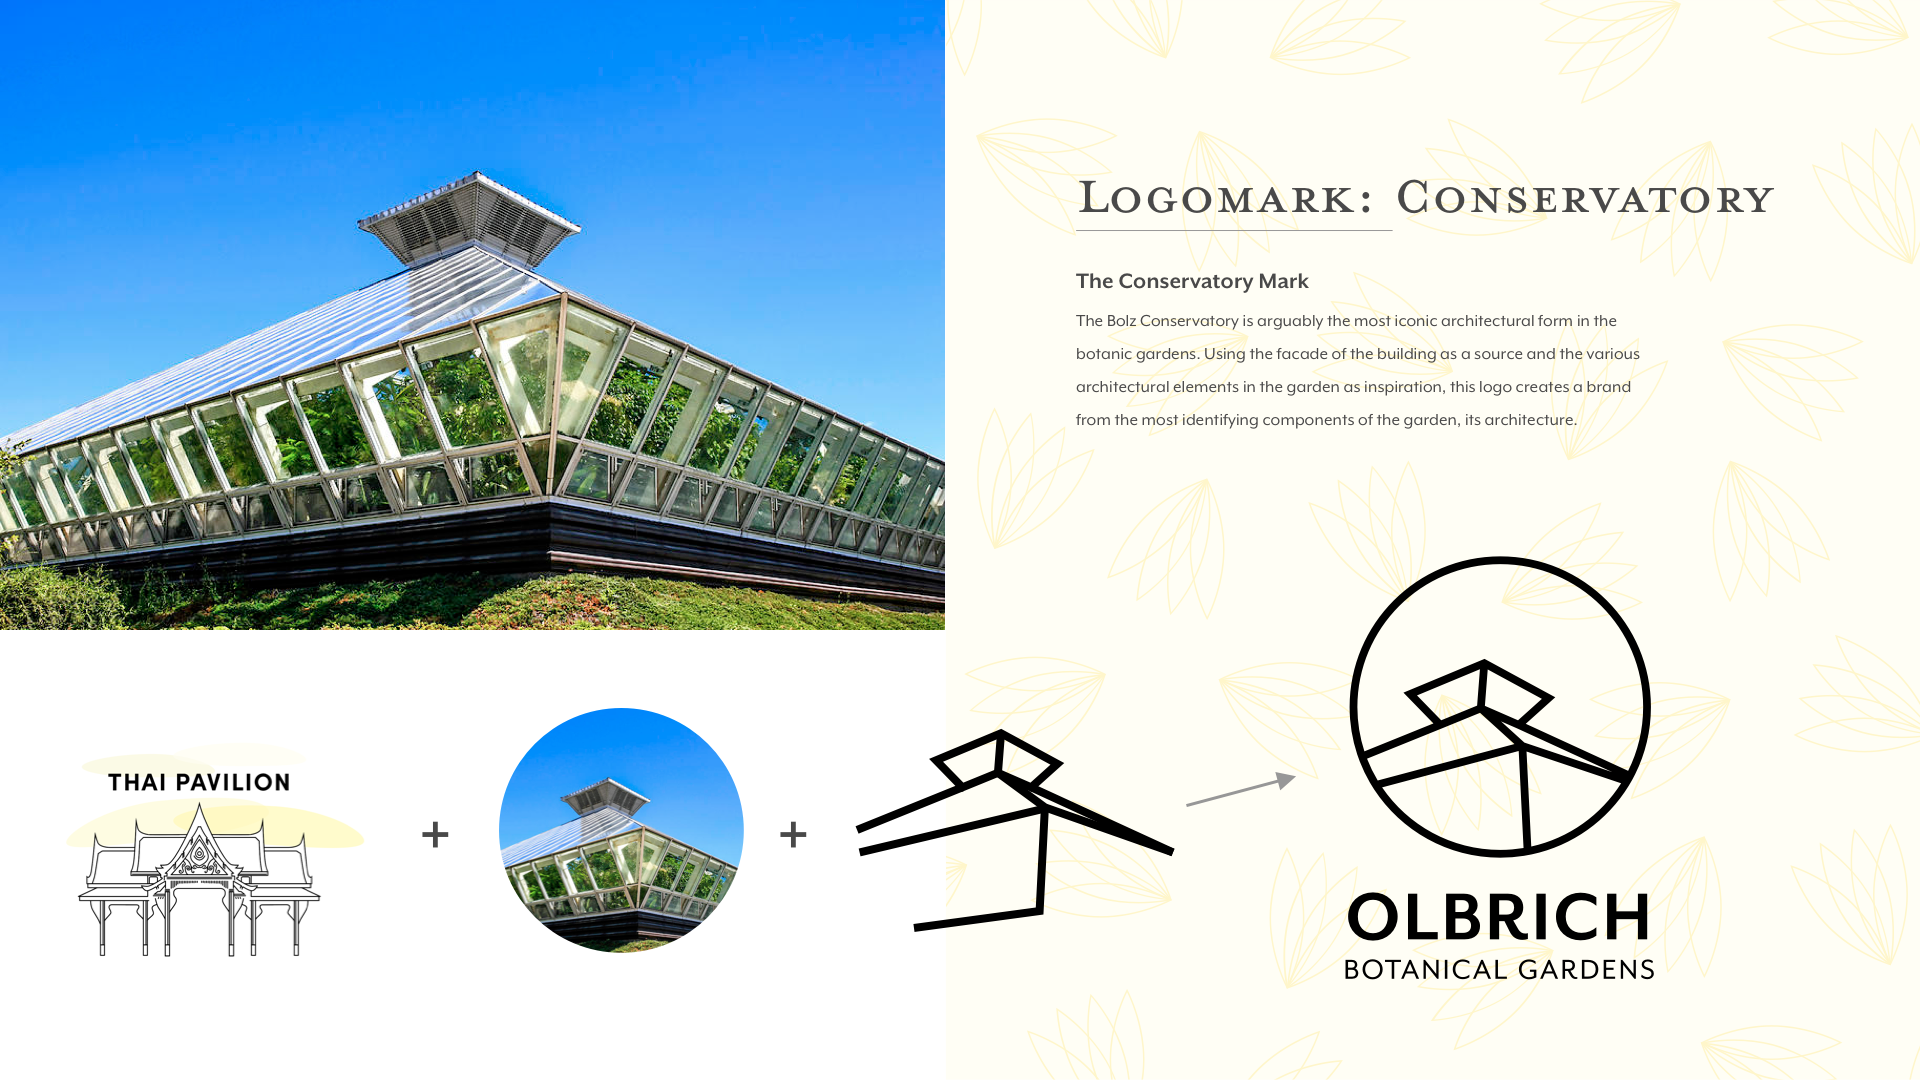 Logomark: Conservatory
The Conservatory Mark
The Bolz Conservatory is arguably the most iconic architectural form in the
botanic gardens. Using the facade of the building as a source and the various
architectural elements in the garden as inspiration, this logo creates a brand
from the most identifying components of the garden, its architecture.
THAI PAVILION
+
+
OLBRICH
BOTANICAL GARDENS